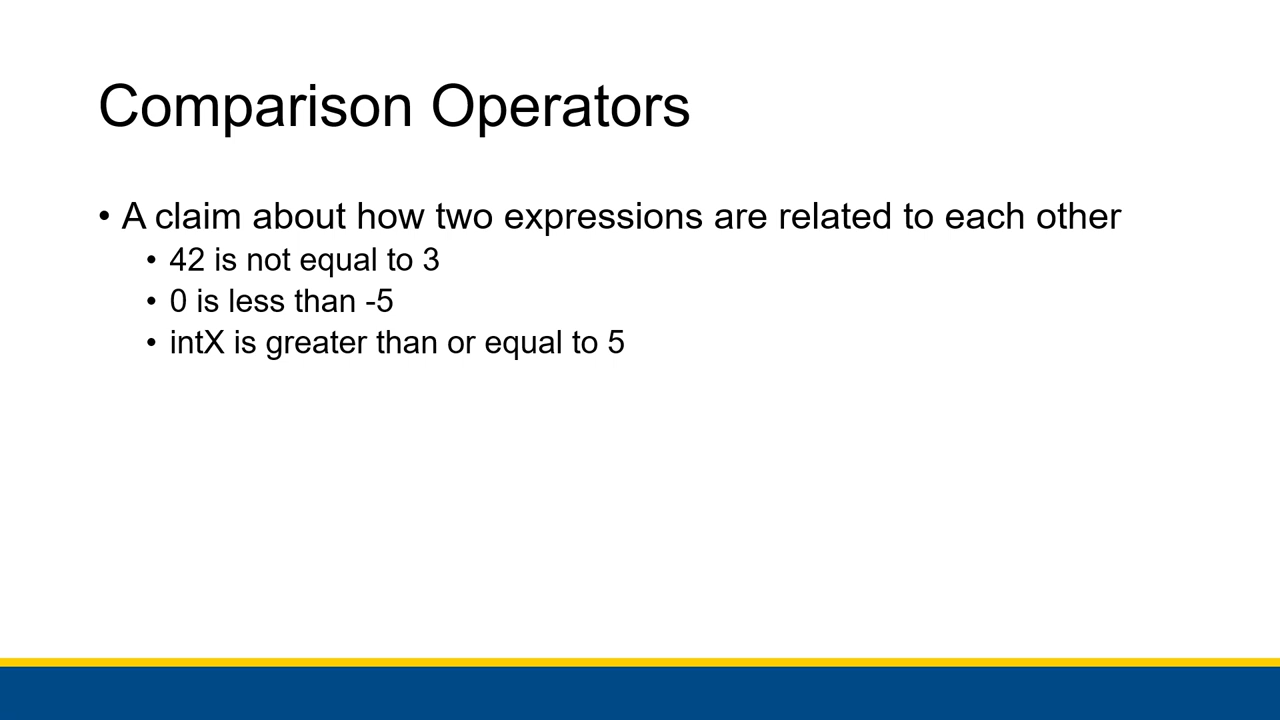 Comparison Operators
• A claim about how two expressions are related to each other
• 42 is not equal to 3
• 0 is less than -5
• intX is greater than or equal to 5